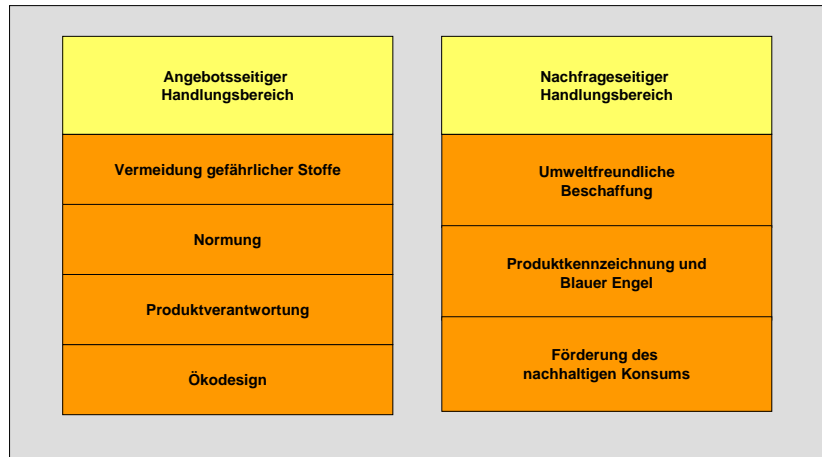 Angebotsseitiger
Handlungsbereich
Vermeidung gefährlicher Stoffe
Normung
Produktverantwortung
Ökodesign
Nachfrageseitiger
Handlungsbereich
Umweltfreundliche
Beschaffung
Produktkennzeichnung und
Blauer Engel
Förderung des
nachhaltigen Konsums